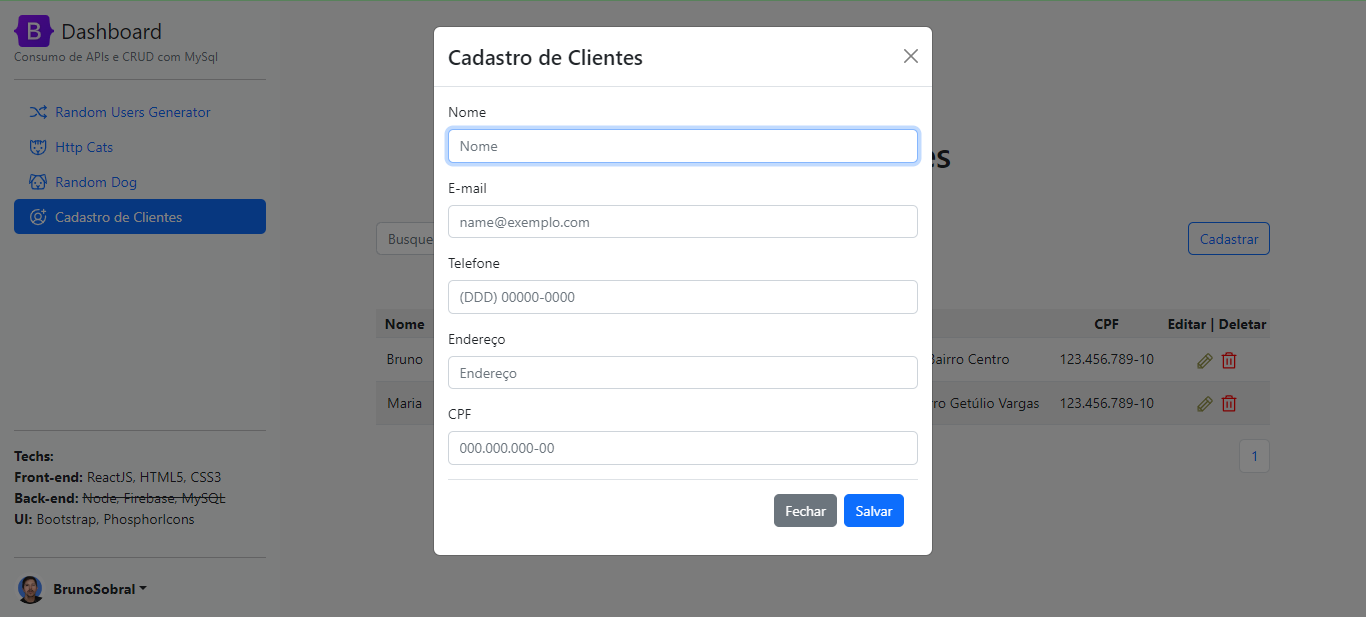 B Dashboard
Consumo de APIs e CRUD com MySql
Random Users Generator
Http Cats
Random Dog
Cadastro de Clientes
Techs:
Front-end: ReactJS, HTML5, CSS3
Back-end: Node, Firebase, MySQL
UI: Bootstrap, PhosphorIcons
BrunoSobral
Cadastro de Clientes
Nome
Nome
E-mail
name@exemplo.com
Telefone
(DDD) 00000-0000
Endereço
Endereço
CPF
000.000.000-00
Fechar Salvar
es
Busque
Cadastrar
Nome CPF Editar | Deletar
Bruno Bairro Centro 123.456.789-10
Maria ro Getúlio Vargas 123.456.789-10
1